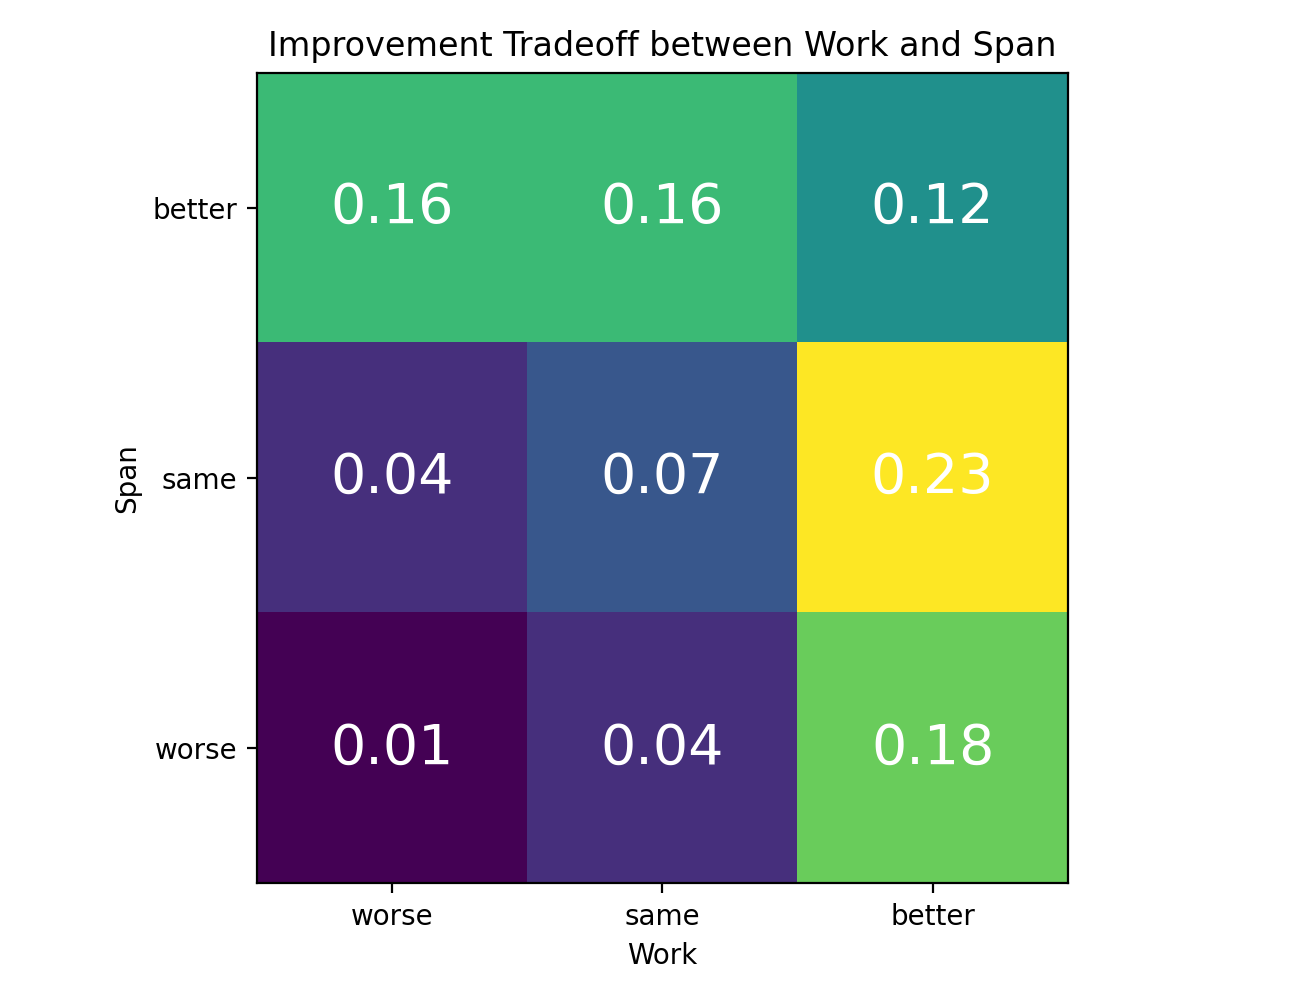 Improvement Tradeoff between Work and Span
better 0.16 0.16 0.12
Span
same 0.04 0.07 0.23
worse 0.01 0.04 0.18
worse same better
Work